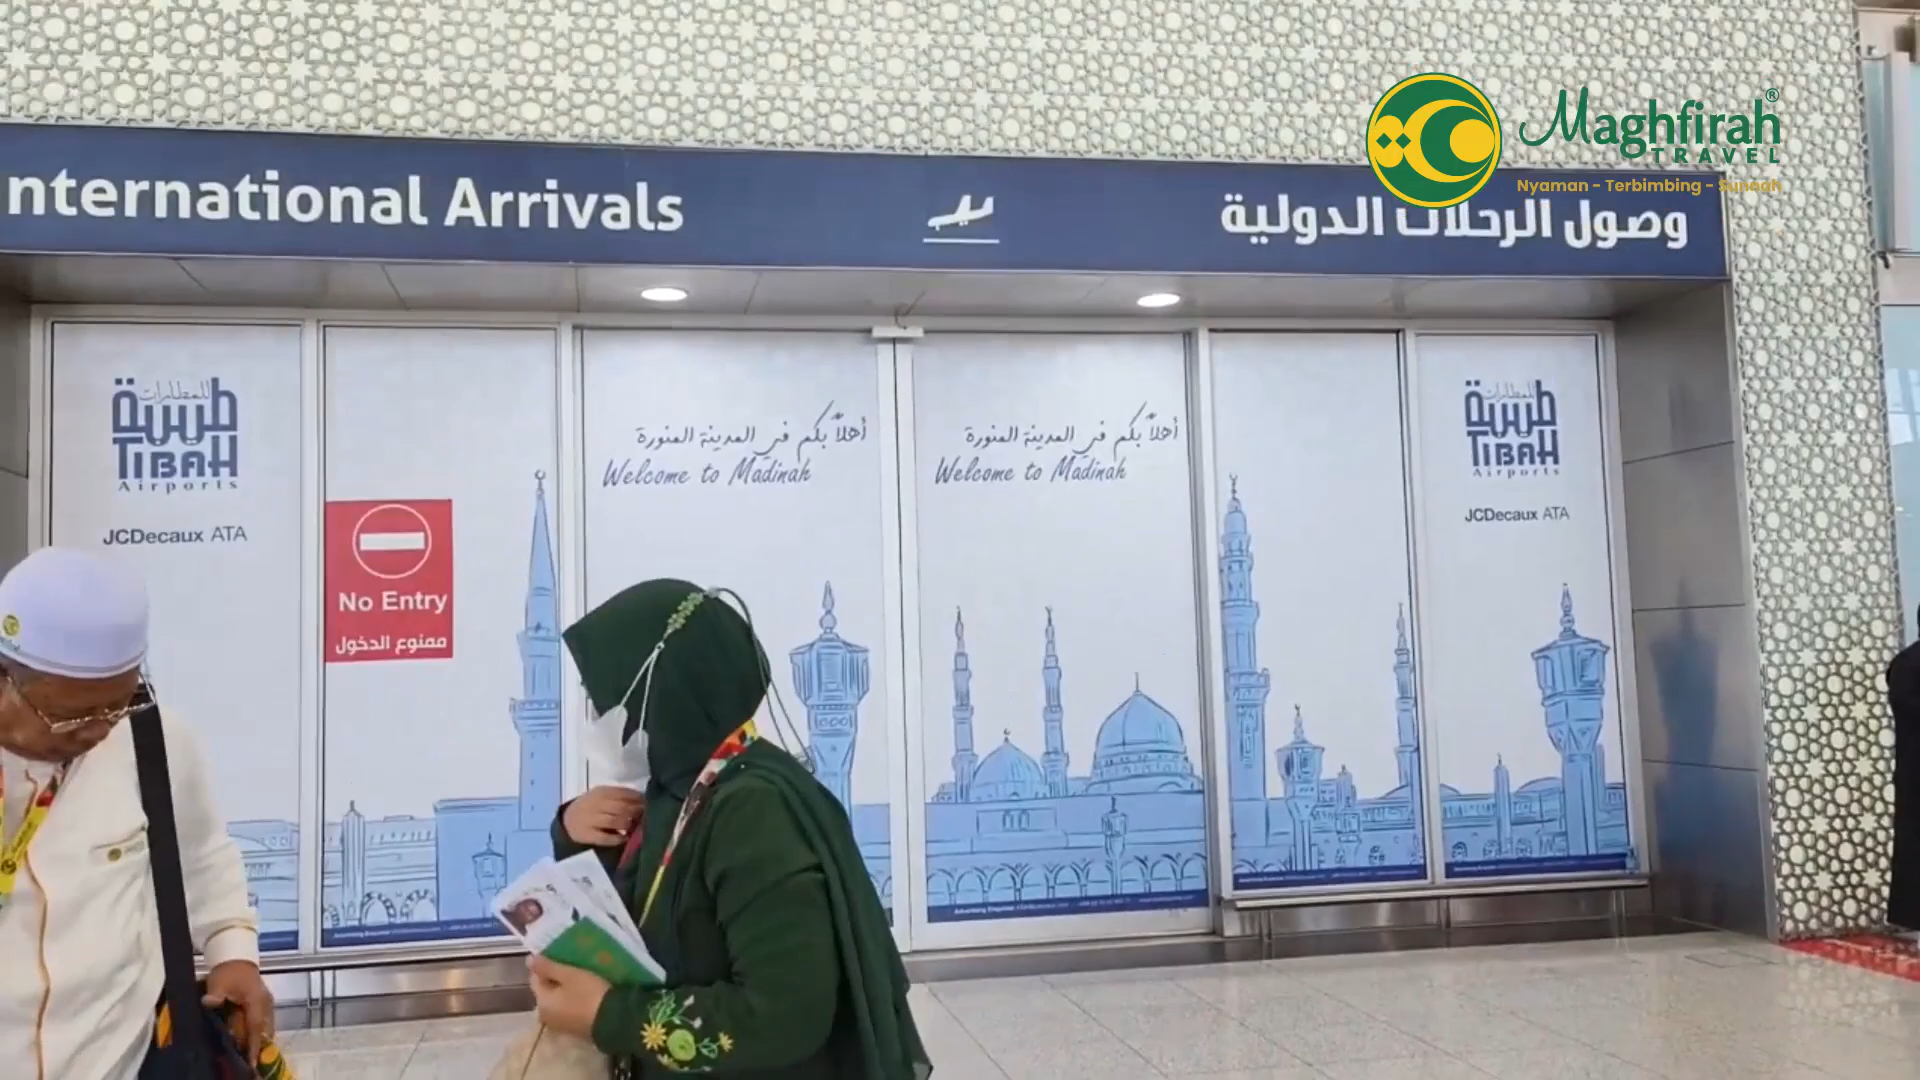 Maghfirah®
TRAVEL
Nyaman - Terbimbing - Sunnah
nternational Arrivals
وصول الرحلات الدولية
للمطارات
طيبة
TIBAH
Airports
JCDecaux ATA
No Entry
ممنوع الدخول
أهلاً بكم في المدينة المنورة
Welcome to Madinah
أهلاً بكم في المدينة المنورة
Welcome to Madinah
للمطارات
طيبة
TIBAH
Airports
JCDecaux ATA